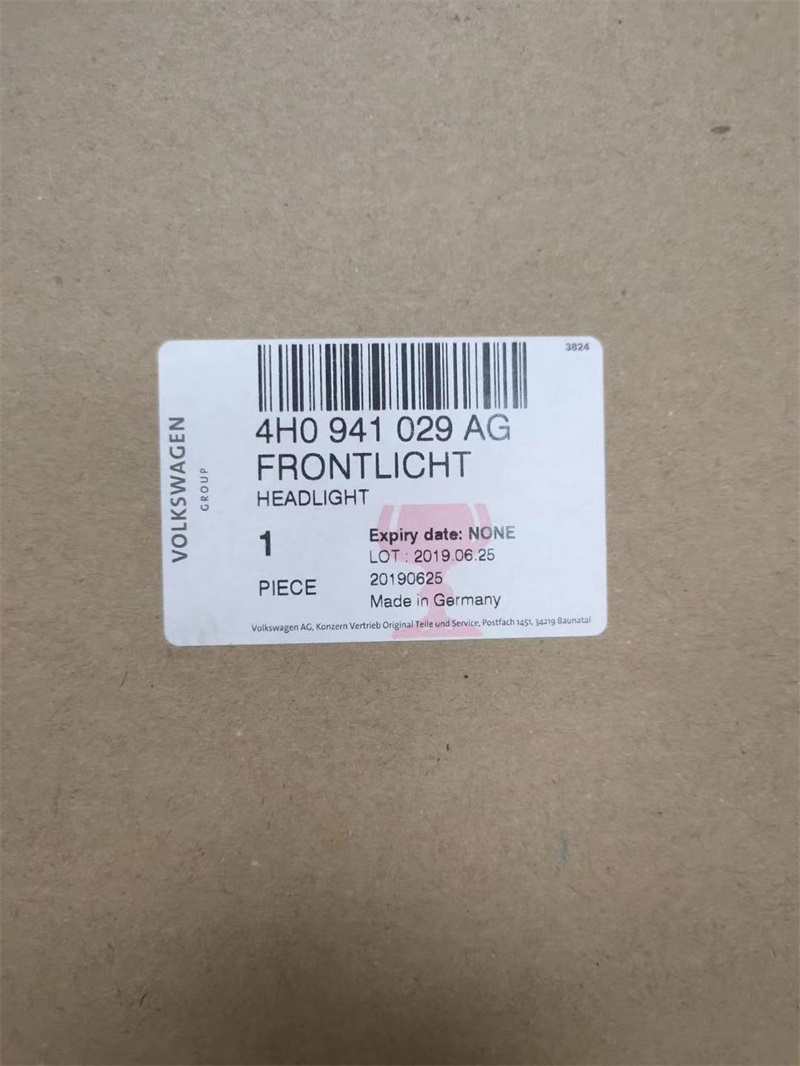 3824
VOLKSWAGEN
GROUP
4H0 941 029 AG
FRONTLICHT
HEADLIGHT
1
PIECE
Expiry date: NONE
LOT : 2019.06.25
20190625
Made in Germany
Volkswagen AG, Konzern Vertrieb Original Teile und Service, Postfach 1451, 34219 Baunatal